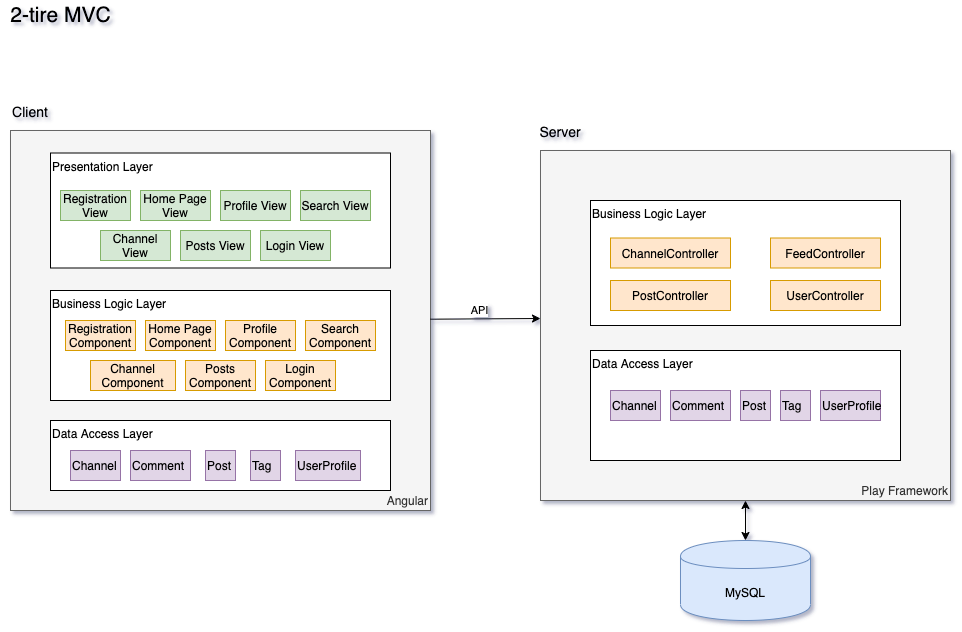 2-tire MVC
Client
Presentation Layer
Registration
View
Home Page
View
Profile View
Search View
Channel
View
Posts View
Login View
Business Logic Layer
Registration
Component
Home Page
Component
Profile
Component
Search
Component
Channel
Component
Posts
Component
Login
Component
Data Access Layer
Channel
Comment
Post
Tag
UserProfile
Angular
API
Server
Business Logic Layer
ChannelController
FeedController
PostController
UserController
Data Access Layer
Channel
Comment
Post
Tag
UserProfile
Play Framework
MySQL